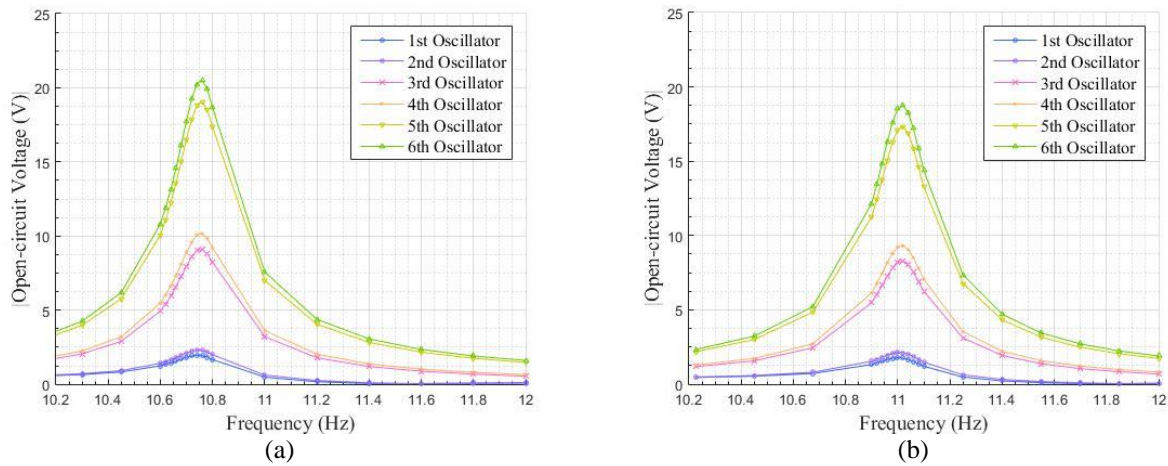 25
20
15
10
5
0
10.2 10.4 10.6 10.8 11 11.2 11.4 11.6 11.8 12
|Open-circuit Voltage (V)|
Frequency (Hz)
1st Oscillator
2nd Oscillator
3rd Oscillator
4th Oscillator
5th Oscillator
6th Oscillator
(a)
25
20
15
10
5
0
10.2 10.4 10.6 10.8 11 11.2 11.4 11.6 11.8 12
|Open-circuit Voltage (V)|
Frequency (Hz)
1st Oscillator
2nd Oscillator
3rd Oscillator
4th Oscillator
5th Oscillator
6th Oscillator
(b)